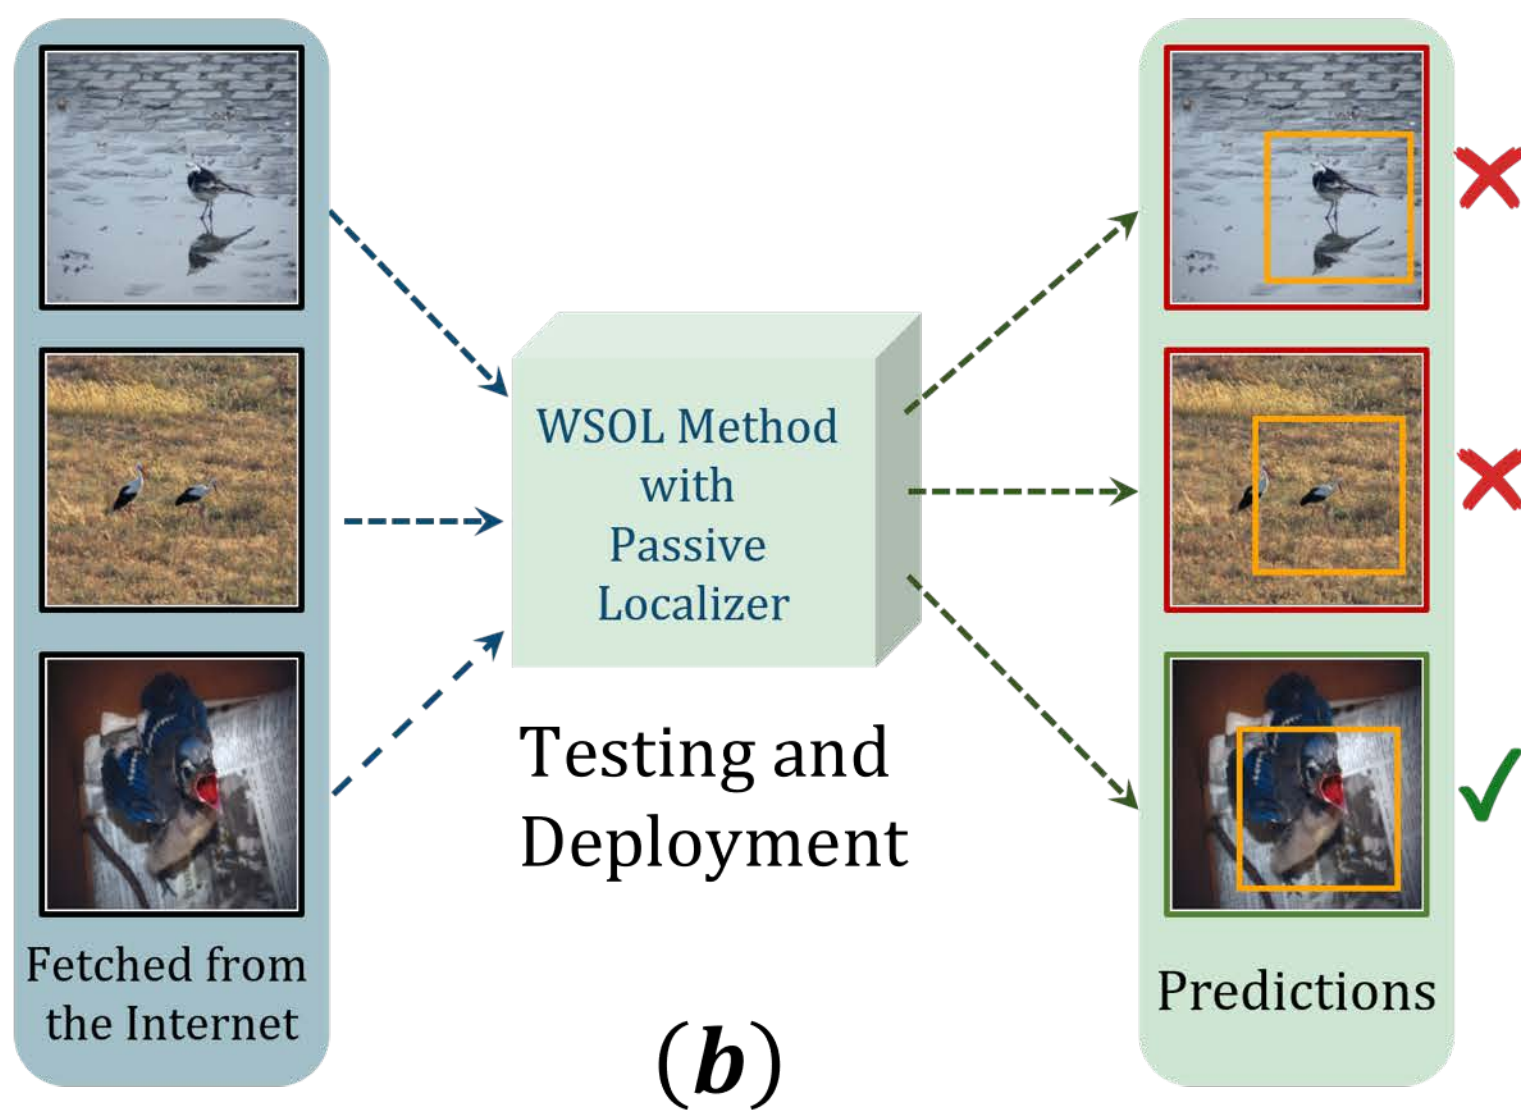 WSOL Method
with
Passive
Localizer
Testing and
Deployment
Fetched from
the Internet
Predictions
(b)